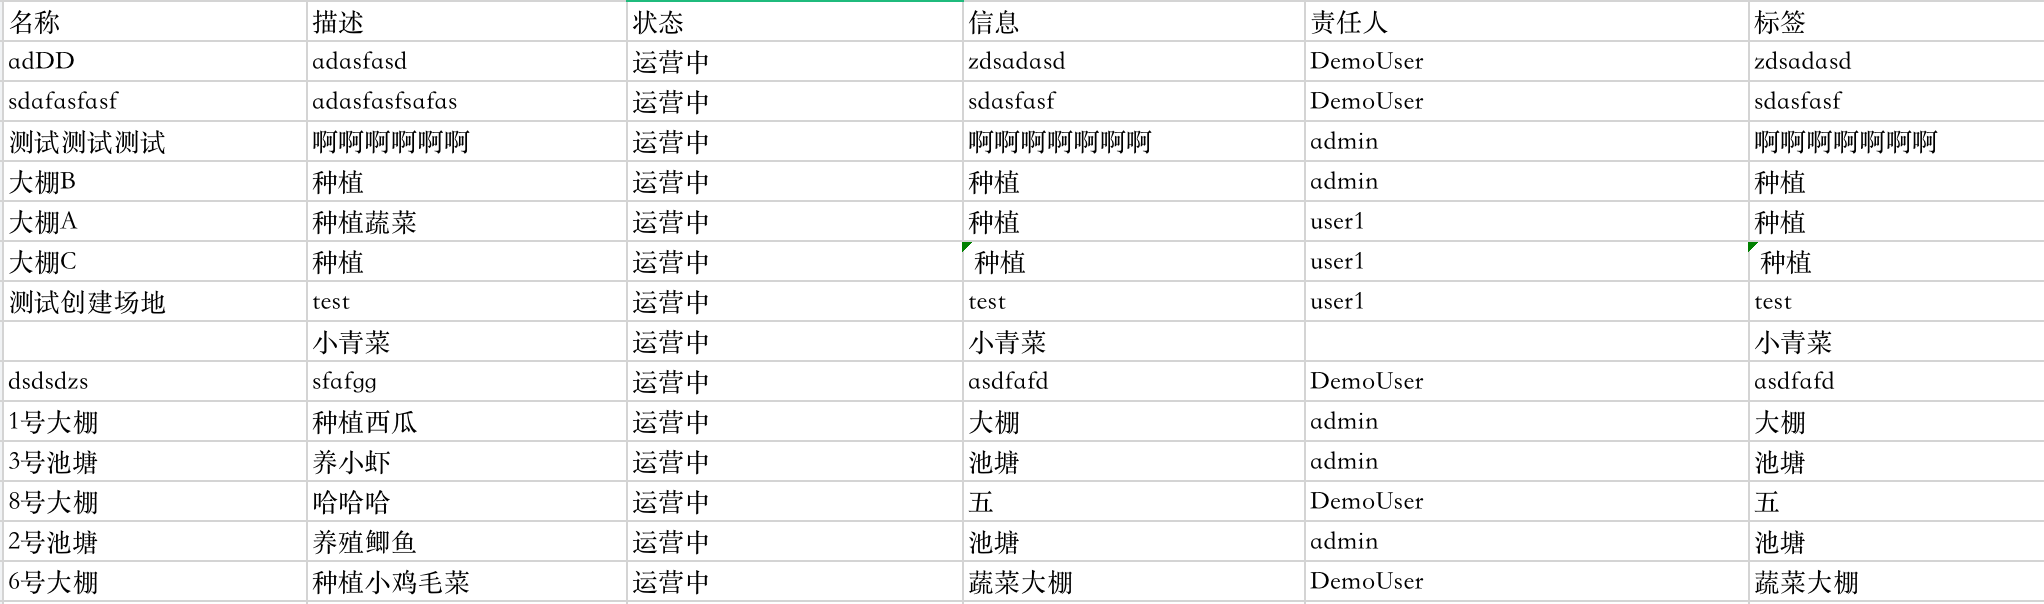 名称 描述 状态 信息 责任人 标签
adDD adasfasd 运营中 zdsadasd DemoUser zdsadasd
sdafasfasf adasfasfsafas 运营中 sdasfasf DemoUser sdasfasf
测试测试测试 啊啊啊啊啊啊 运营中 啊啊啊啊啊啊啊 admin 啊啊啊啊啊啊啊
大棚B 种植 运营中 种植 admin 种植
大棚A 种植蔬菜 运营中 种植 user1 种植
大棚C 种植 运营中 种植 user1 种植
测试创建场地 test 运营中 test user1 test
小青菜 运营中 小青菜 小青菜
dsdsdzs sfafgg 运营中 asdfafd DemoUser asdfafd
1号大棚 种植西瓜 运营中 大棚 admin 大棚
3号池塘 养小虾 运营中 池塘 admin 池塘
8号大棚 哈哈哈 运营中 五 DemoUser 五
2号池塘 养殖鲫鱼 运营中 池塘 admin 池塘
6号大棚 种植小鸡毛菜 运营中 蔬菜大棚 DemoUser 蔬菜大棚